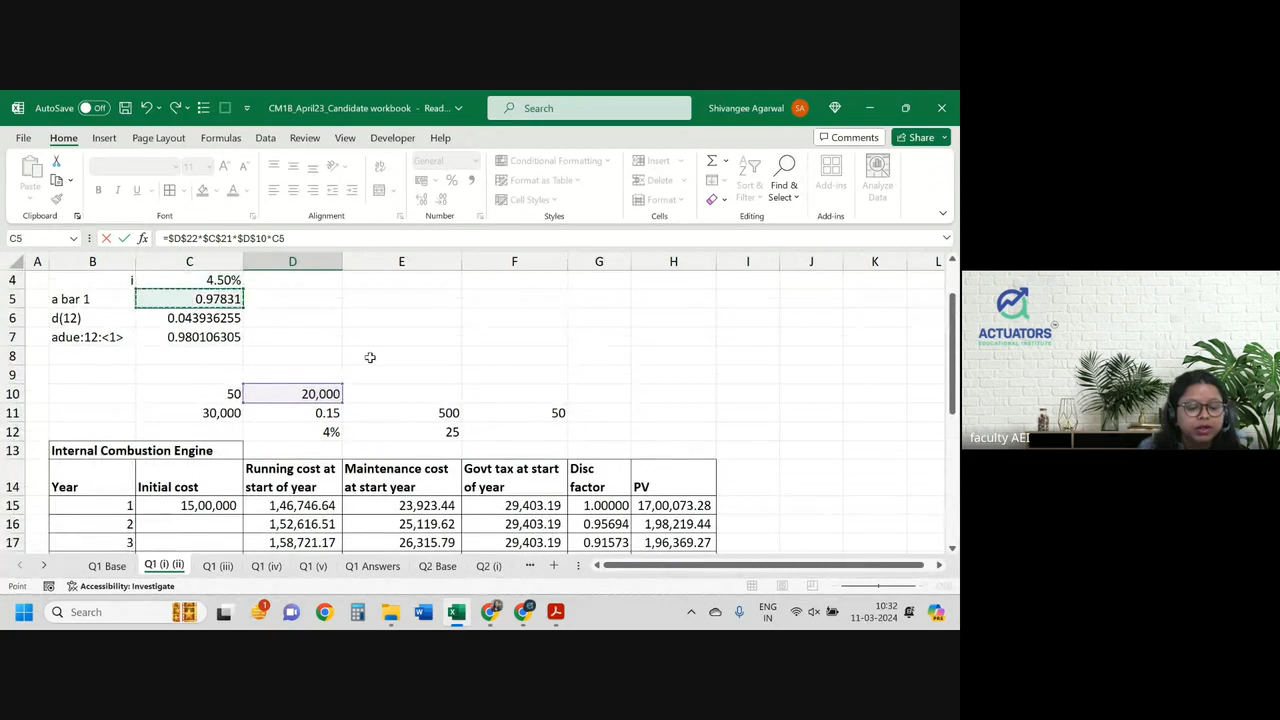 AutoSave Off CM1B_April23_Candidate workbook - Read... Search Shivangee Agarwal SA
File Home Insert Page Layout Formulas Data Review View Developer Help Comments Share
Paste 11 General Conditional Formatting Insert
Format as Table Delete Sort & Find & Add-ins Analyze
Cell Styles Format Filter Select Data
Clipboard Font Alignment Number Styles Cells Editing Add-ins
C5 =$D$22*$C$21*$D$10*C5
A B C D E F G H I J K L
4 i 4.50%
5 a bar 1 0.97831
6 d(12) 0.043936255
7 adue:12:<1> 0.980106305
8
9
10 50 20,000
11 30,000 0.15 500 50
12 4% 25
13 Internal Combustion Engine
Running cost at Maintenance cost Govt tax at start Disc
14 Year Initial cost start of year at start year of year factor PV
15 1 15,00,000 1,46,746.64 23,923.44 29,403.19 1.00000 17,00,073.28
16 2 1,52,616.51 25,119.62 29,403.19 0.95694 1,98,219.44
17 3 1,58,721.17 26,315.79 29,403.19 0.91573 1,96,369.27
Q1 Base Q1 (i) (ii) Q1 (iii) Q1 (iv) Q1 (v) Q1 Answers Q2 Base Q2 (i)
Point Accessibility: Investigate
Search ENG IN 10:32 11-03-2024
ACTUATORS
EDUCATIONAL INSTITUTE
faculty AEI